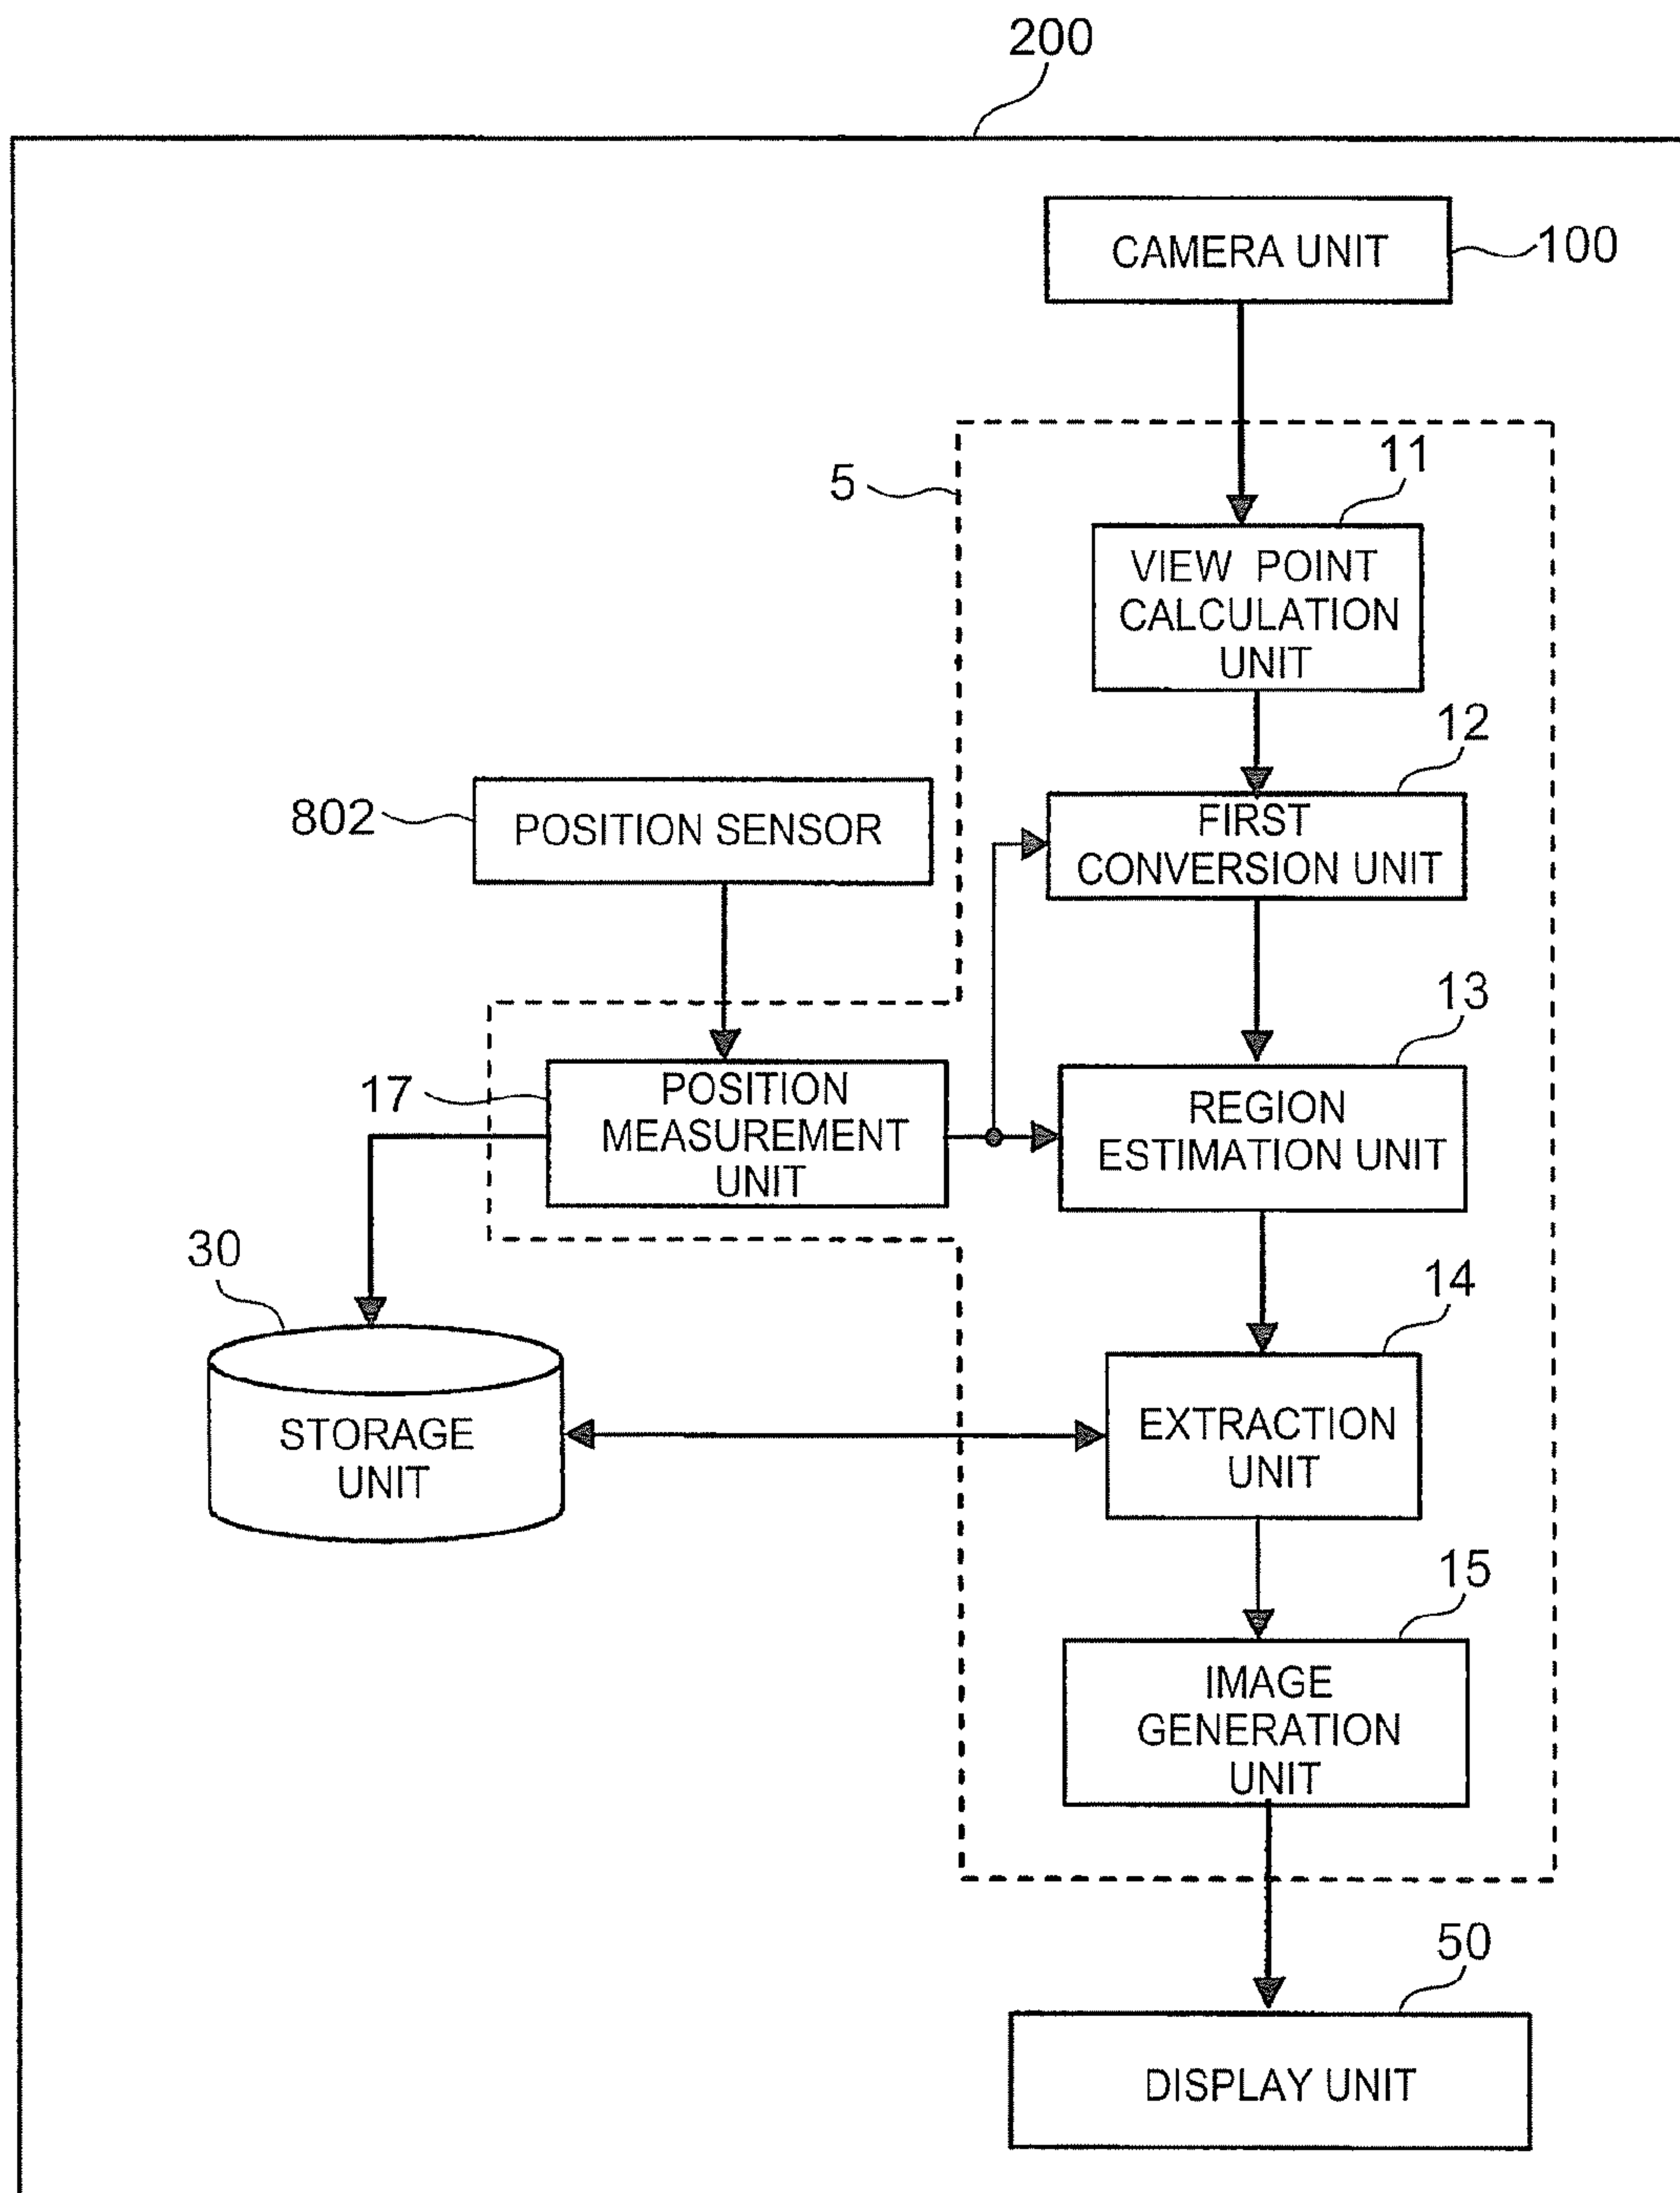 200
CAMERA UNIT
100
5
11
VIEW POINT
CALCULATION
UNIT
12
802
POSITION SENSOR
FIRST
CONVERSION UNIT
13
17
POSITION
MEASUREMENT
UNIT
REGION
ESTIMATION UNIT
30
14
STORAGE
UNIT
EXTRACTION
UNIT
15
IMAGE
GENERATION
UNIT
50
DISPLAY UNIT